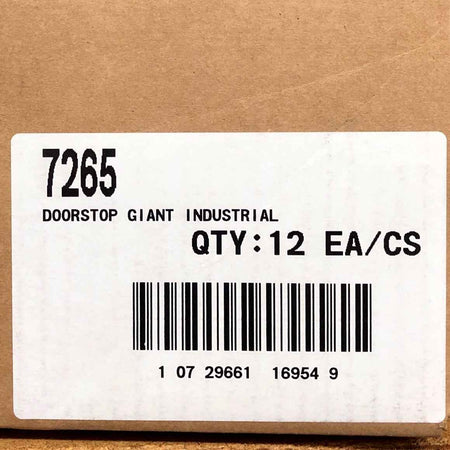 7265
DOORSTOP GIANT INDUSTRIAL
QTY:12 EA/CS
1 07 29661 16954 9